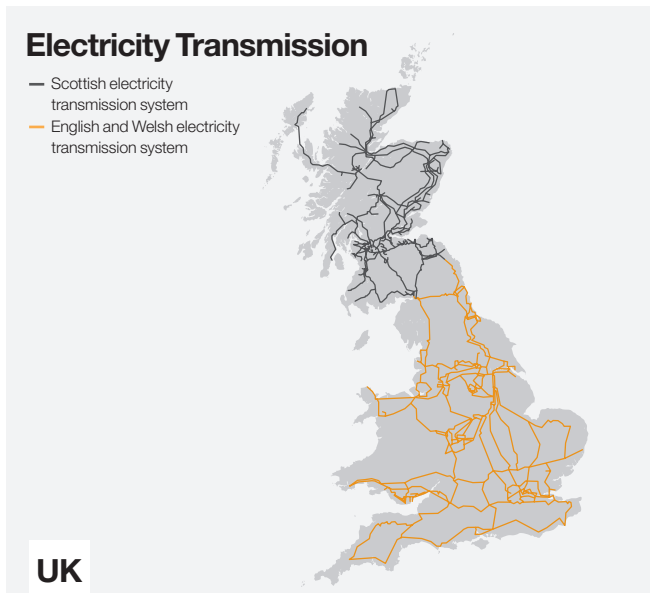 Electricity Transmission
Scottish electricity
transmission system
English and Welsh electricity
transmission system
UK